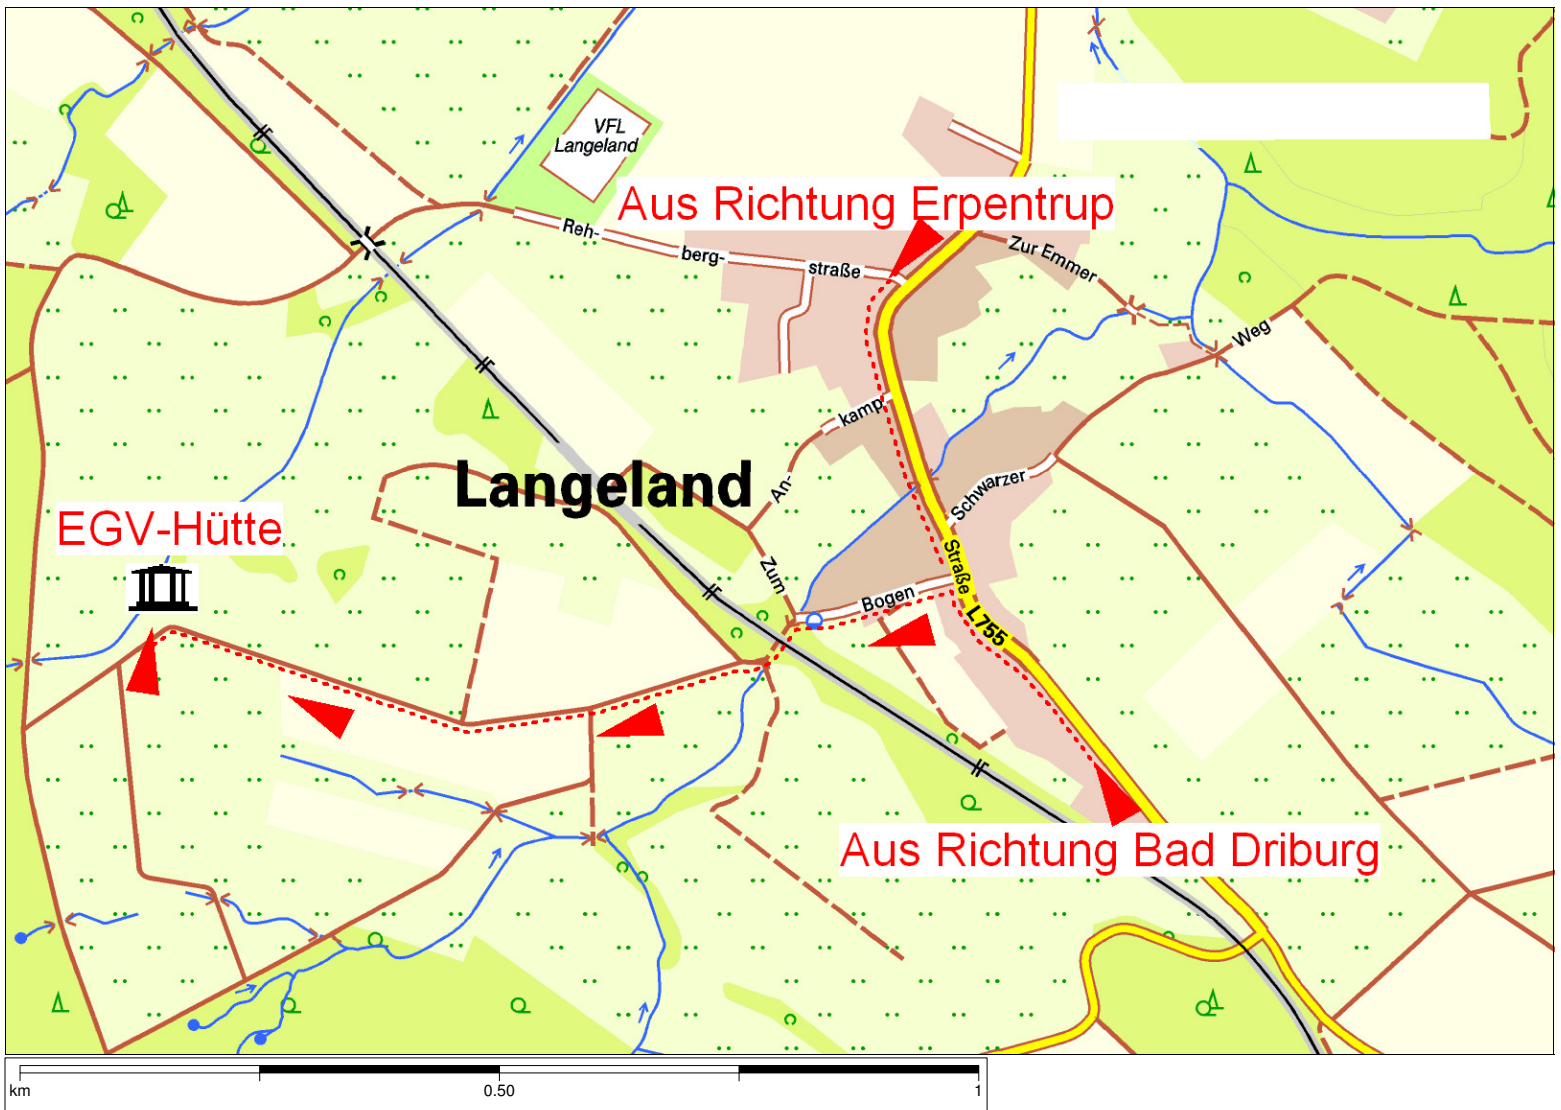 VFL
Langeland
Aus Richtung Erpentrup
Reh-
berg-
straße
Zur Emmer
Weg
kamp
An-
Langeland
Schwarzer
EGV-Hütte
Straße
Zum
Bogen
L755
Aus Richtung Bad Driburg
km
0.50
1